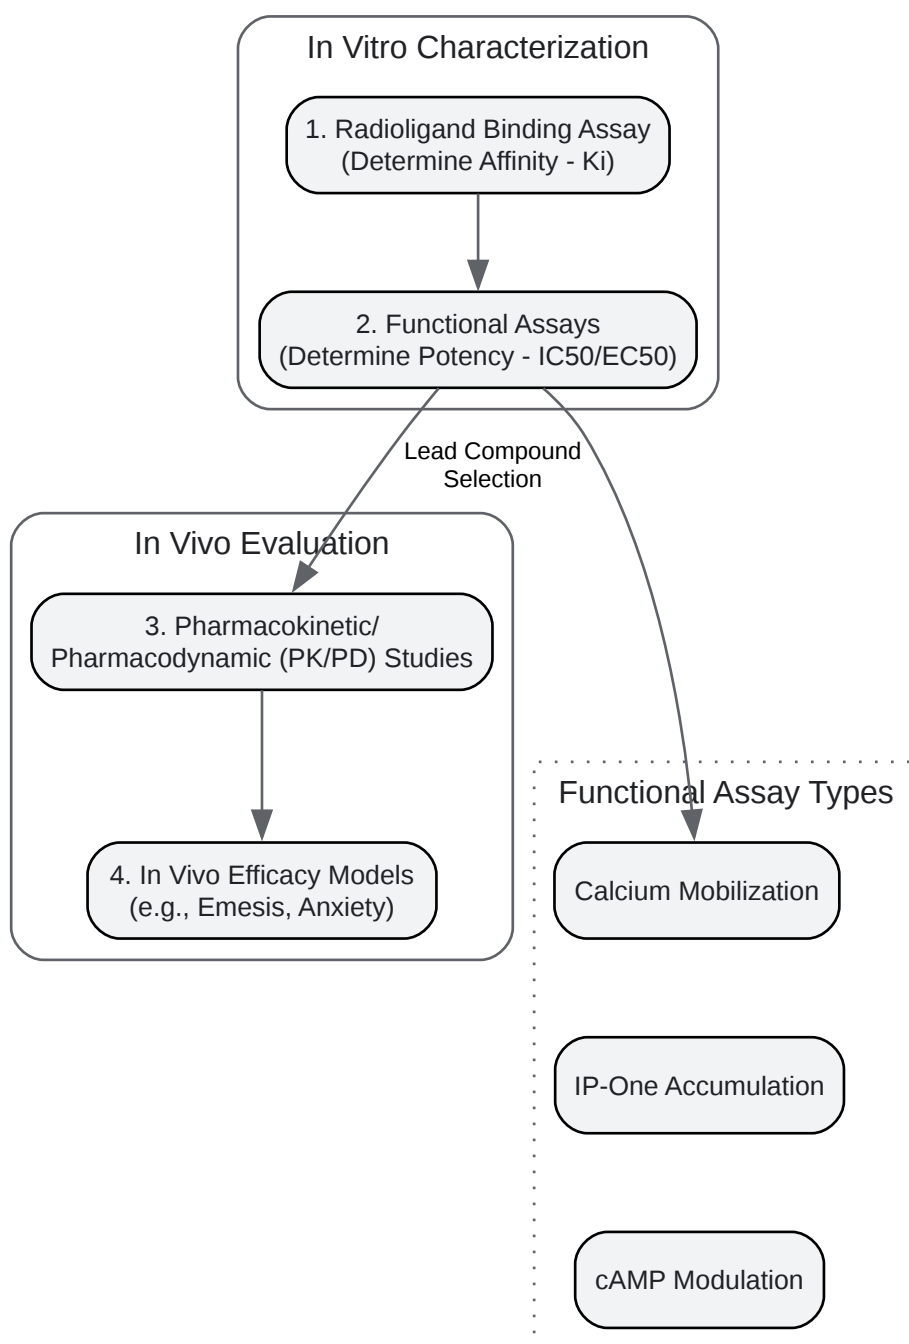 In Vitro Characterization
1. Radioligand Binding Assay
(Determine Affinity - Ki)
2. Functional Assays
(Determine Potency - IC50/EC50)
Lead Compound
Selection
In Vivo Evaluation
3. Pharmacokinetic/
Pharmacodynamic (PK/PD) Studies
4. In Vivo Efficacy Models
(e.g., Emesis, Anxiety)
Functional Assay Types
Calcium Mobilization
IP-One Accumulation
cAMP Modulation